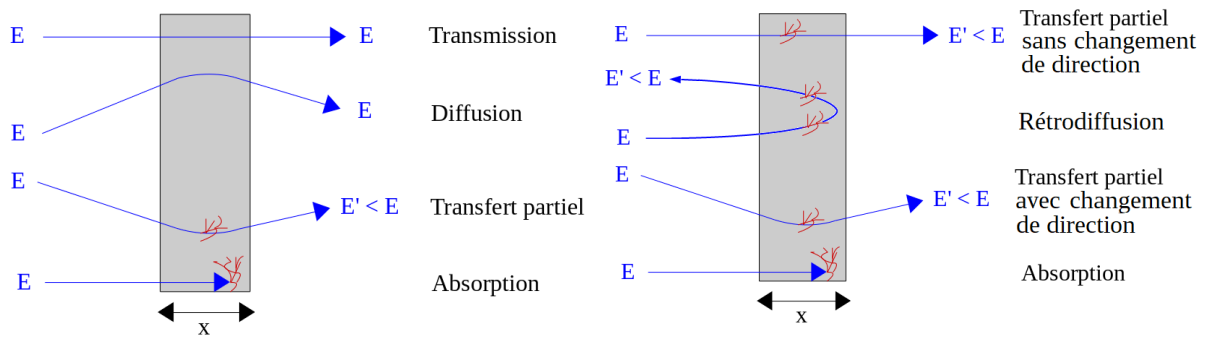 E E Transmission
E E Diffusion
E E' < E Transfert partiel
E Absorption
x
E E' < E Transfert partiel
sans changement
de direction
E' < E
E Rétrodiffusion
E E' < E Transfert partiel
avec changement
de direction
E Absorption
x